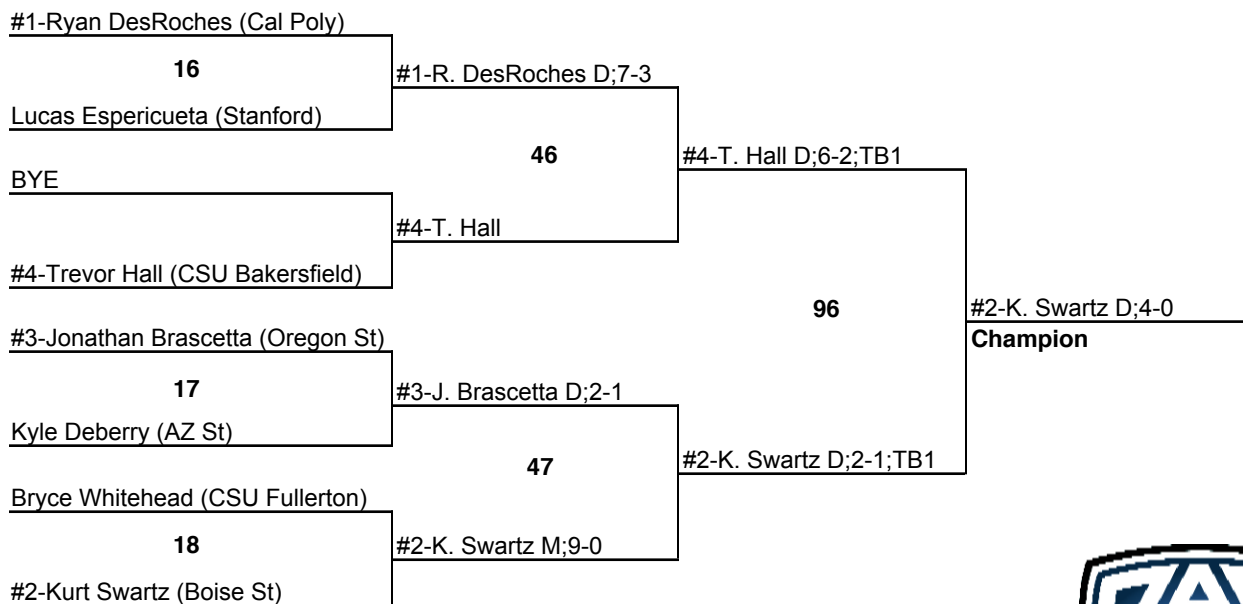 #1-Ryan DesRoches (Cal Poly)
16
#1-R. DesRoches D;7-3
Lucas Espericueta (Stanford)
46
#4-T. Hall D;6-2;TB1
BYE
#4-T. Hall
#4-Trevor Hall (CSU Bakersfield)
96
#2-K. Swartz D;4-0
#3-Jonathan Brascetta (Oregon St)
Champion
17
#3-J. Brascetta D;2-1
Kyle Deberry (AZ St)
47
#2-K. Swartz D;2-1;TB1
Bryce Whitehead (CSU Fullerton)
18
#2-K. Swartz M;9-0
#2-Kurt Swartz (Boise St)